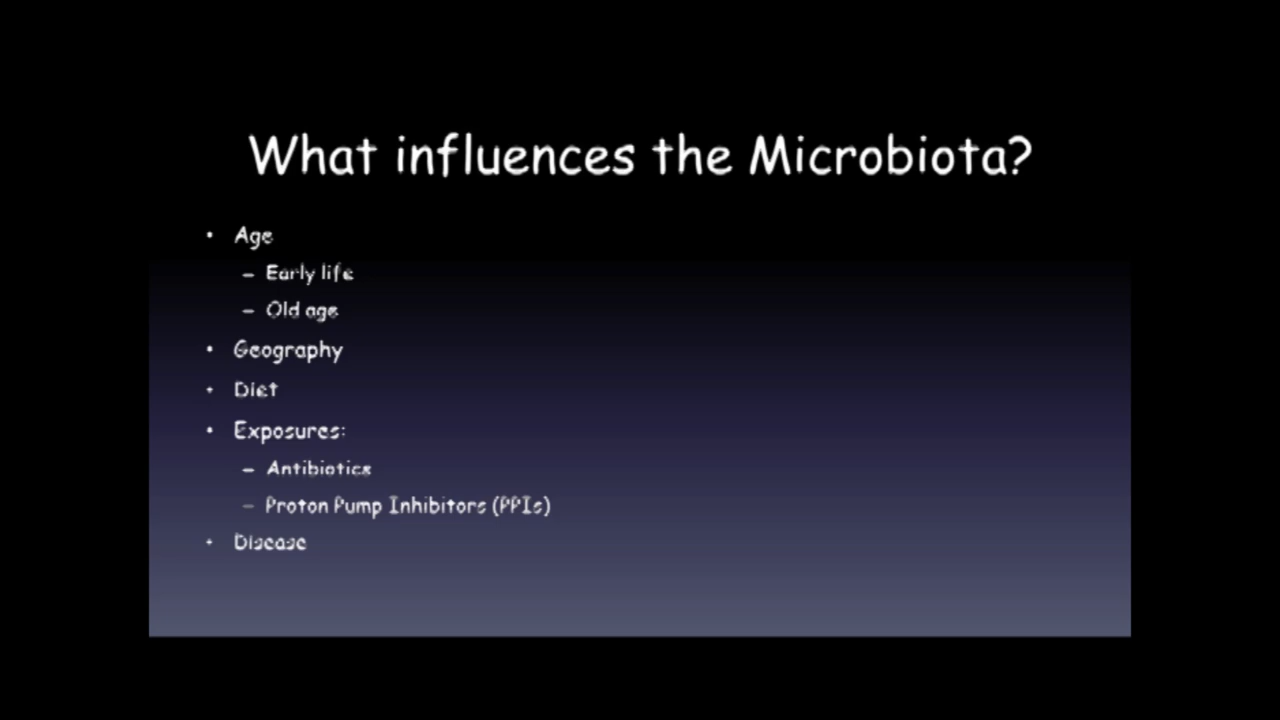 What influences the Microbiota?
• Age
– Early life
– Old age
• Geography
• Diet
• Exposures:
– Antibiotics
– Proton Pump Inhibitors (PPIs)
• Disease